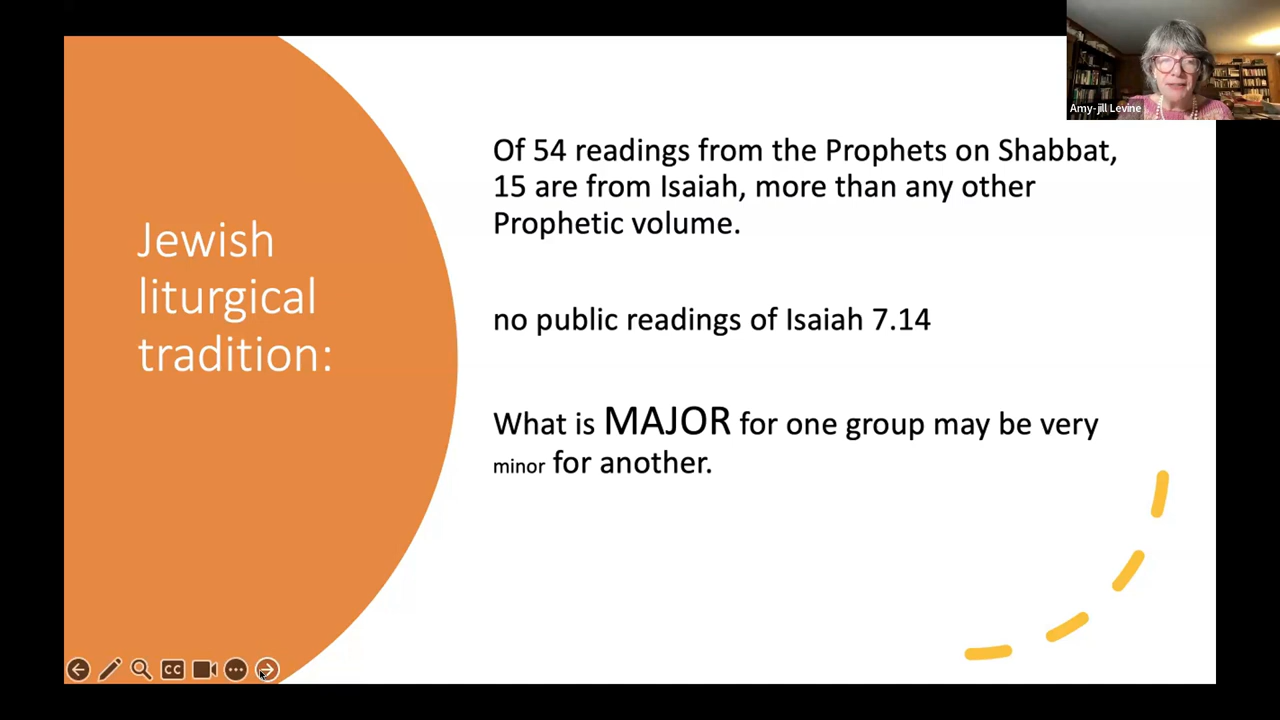 Amy-jill Levine
Jewish
liturgical
tradition:
Of 54 readings from the Prophets on Shabbat,
15 are from Isaiah, more than any other
Prophetic volume.
no public readings of Isaiah 7.14
What is MAJOR for one group may be very
minor for another.
CC